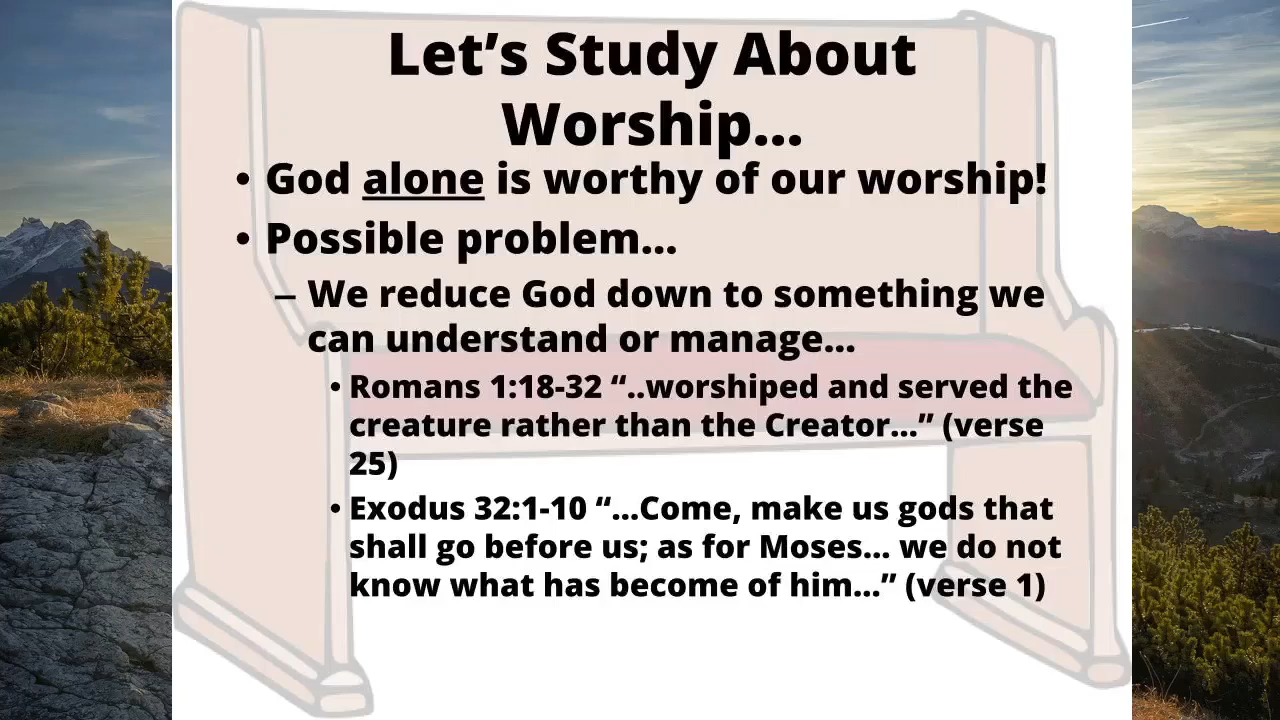 Let’s Study About
Worship...
• God alone is worthy of our worship!
• Possible problem...
– We reduce God down to something we
can understand or manage...
• Romans 1:18-32 “..worshiped and served the
creature rather than the Creator...” (verse
25)
• Exodus 32:1-10 “...Come, make us gods that
shall go before us; as for Moses... we do not
know what has become of him...” (verse 1)